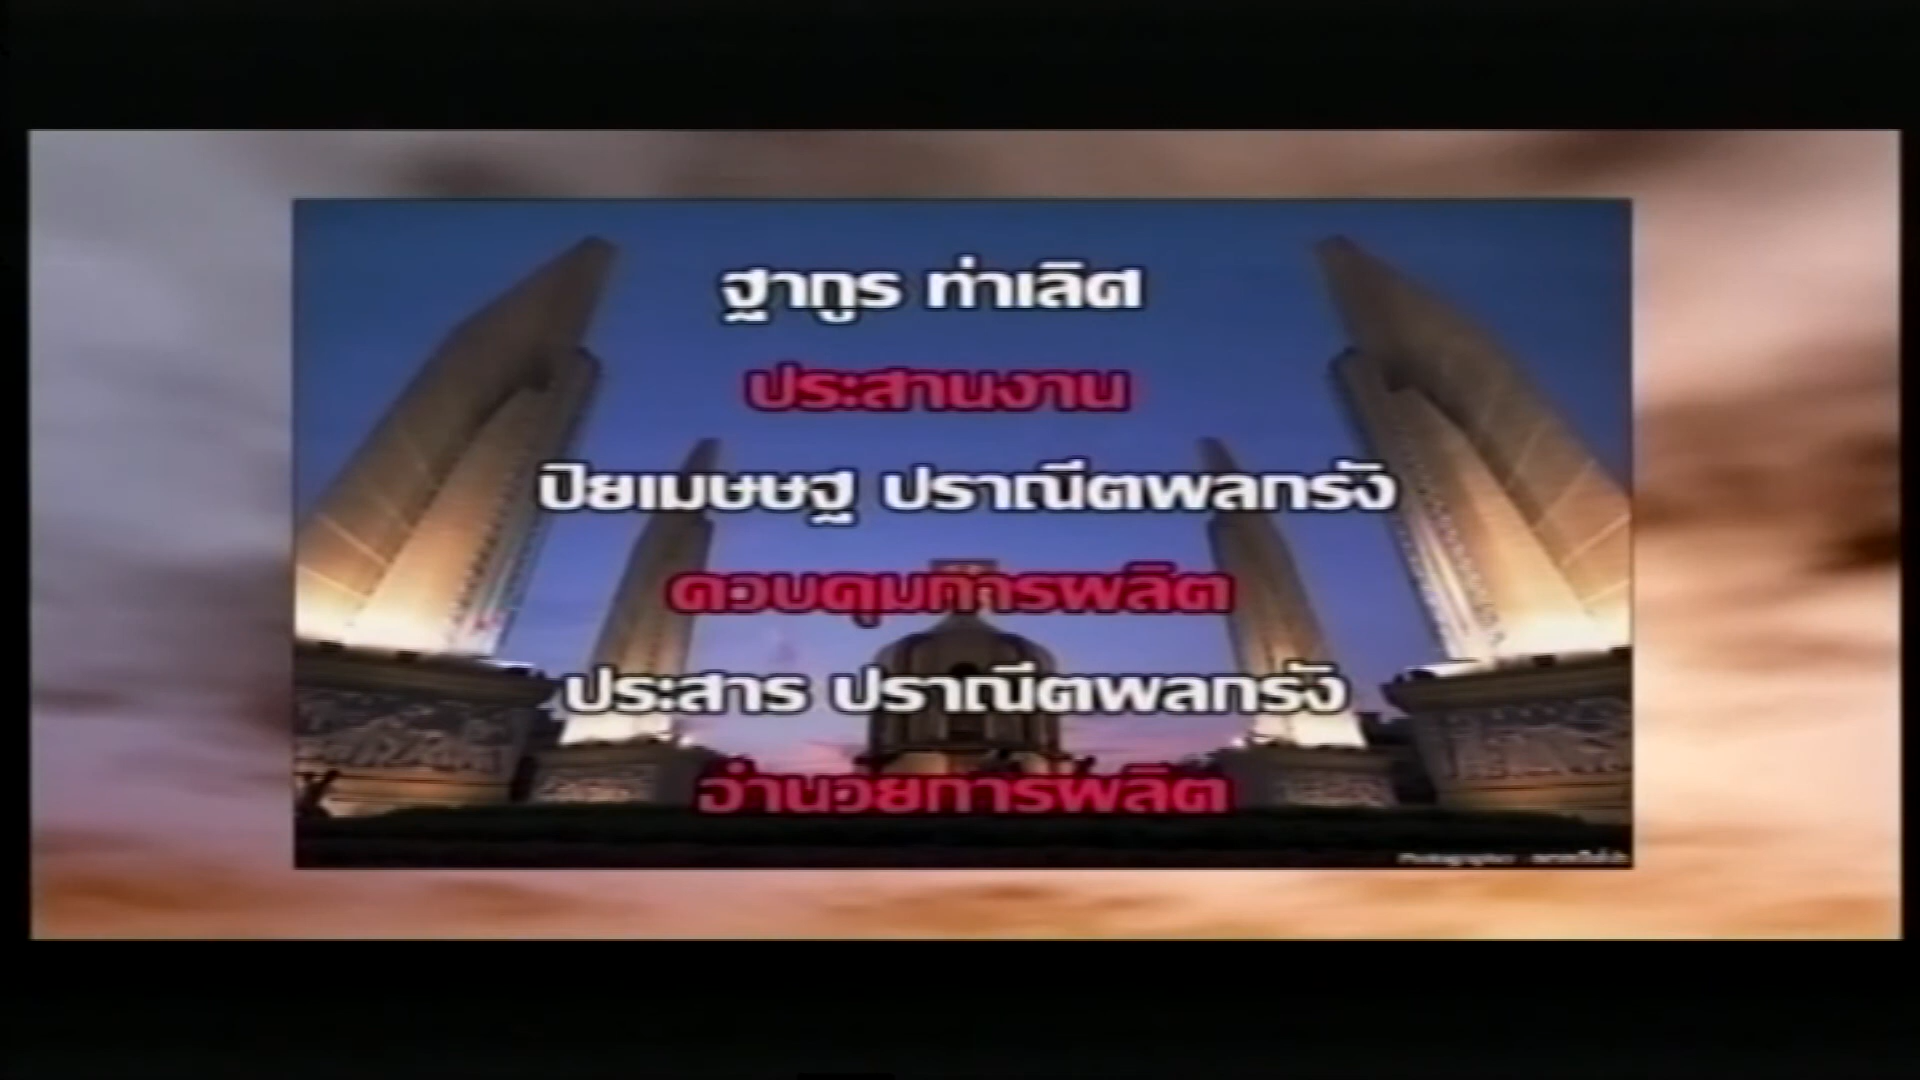 ฐากูร ท่าเลิศ
ประสานงาน
ปิยเมษษฐ ปราณีตพลกรัง
ควบคุมการผลิต
ประสาร ปราณีตพลกรัง
อำนวยการผลิต